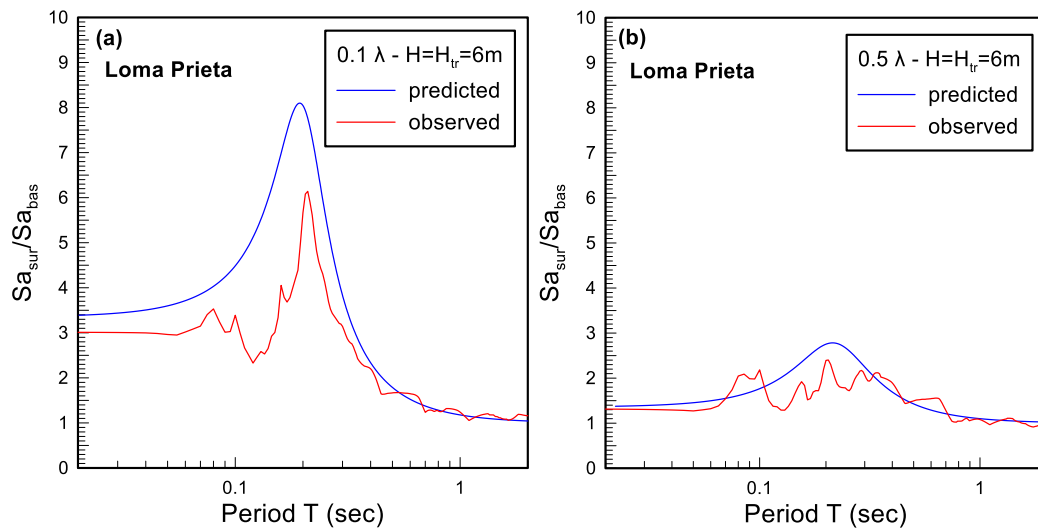 (a)
Loma Prieta
0.1 λ - H=Htr=6m
predicted
observed
10
9
8
7
6
5
4
3
2
1
0
Sasur/Sabas
0.1
1
Period T (sec)
(b)
Loma Prieta
0.5 λ - H=Htr=6m
predicted
observed
10
9
8
7
6
5
4
3
2
1
0
Sasur/Sabas
0.1
1
Period T (sec)